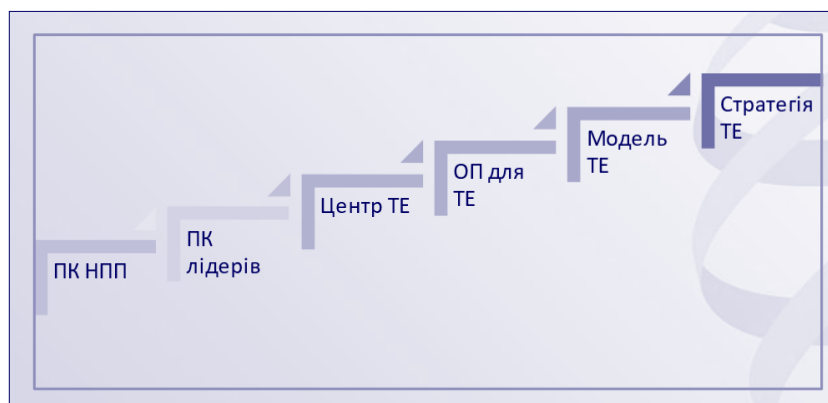 ПК НПП
ПК
лідерів
Центр ТЕ
ОП для
ТЕ
Модель
ТЕ
Стратегія
ТЕ